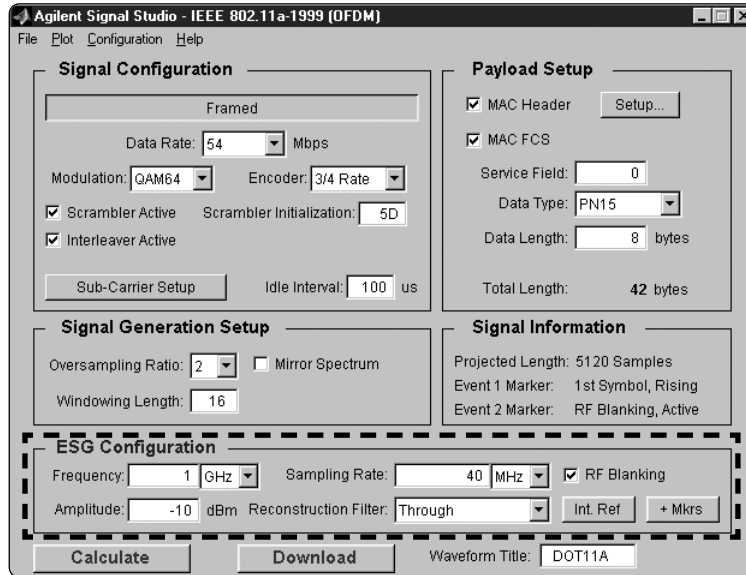 Agilent Signal Studio - IEEE 802.11a-1999 (OFDM)
File Plot Configuration Help
Signal Configuration
Framed
Data Rate: 54 Mbps
Modulation: QAM64 Encoder: 3/4 Rate
Scrambler Active Scrambler Initialization: 5D
Interleaver Active
Sub-Carrier Setup Idle Interval: 100 us
Payload Setup
MAC Header Setup...
MAC FCS
Service Field: 0
Data Type: PN15
Data Length: 8 bytes
Total Length: 42 bytes
Signal Generation Setup
Oversampling Ratio: 2 Mirror Spectrum
Windowing Length: 16
Signal Information
Projected Length: 5120 Samples
Event 1 Marker: 1st Symbol, Rising
Event 2 Marker: RF Blanking, Active
ESG Configuration
Frequency: 1 GHz Sampling Rate: 40 MHz RF Blanking
Amplitude: -10 dBm Reconstruction Filter: Through Int. Ref + Mkrs
Calculate Download Waveform Title: DOT11A